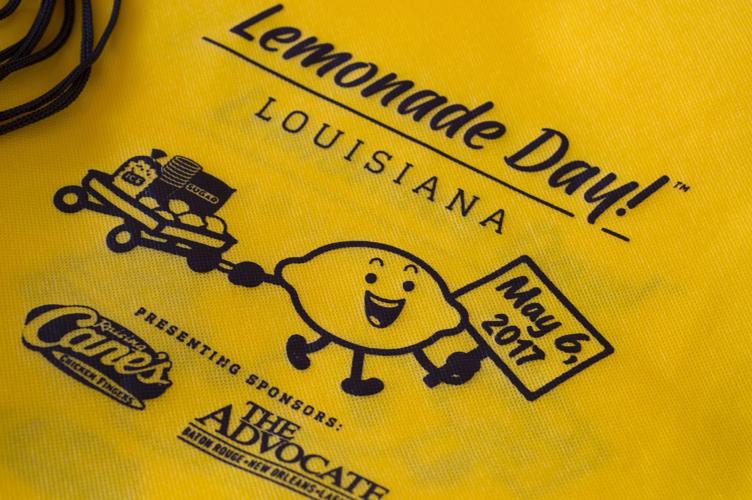 Lemonade Day!™
LOUISIANA
ICE
SUGAR
May 6,
2017
PRESENTING SPONSORS:
Raising
Cane's
CHICKEN FINGERS
THE
ADVOCATE
BATON ROUGE • NEW ORLEANS •